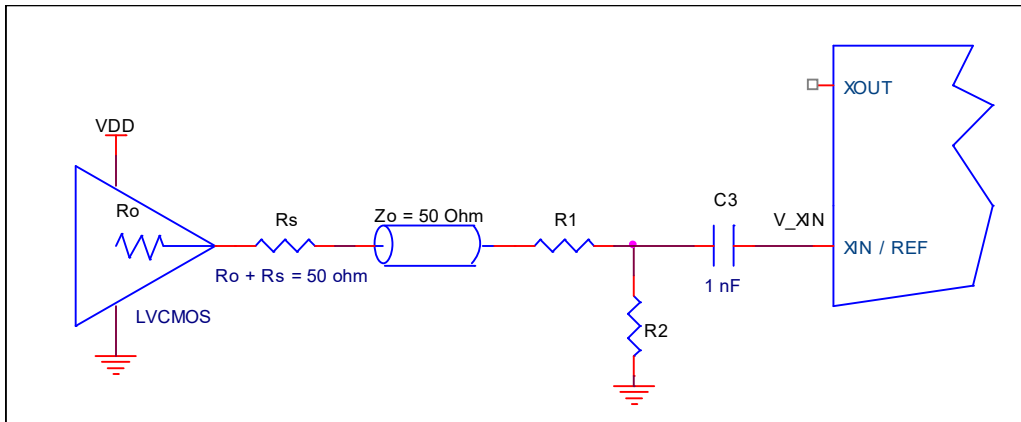 XOUT
VDD
Ro
Rs
Zo = 50 Ohm
R1
C3
V_XIN
XIN / REF
Ro + Rs = 50 ohm
1 nF
LVCMOS
R2